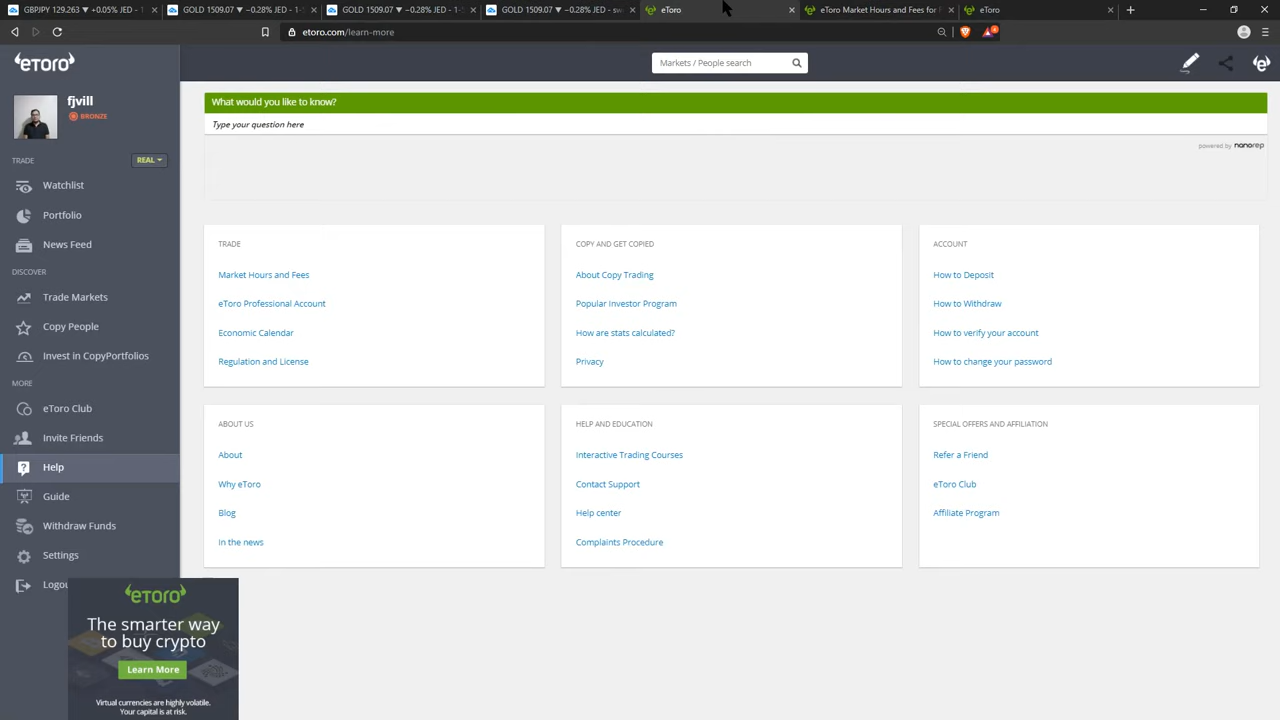 GBPJPY 129.263 ▲ +0.05% JED -
GOLD 1509.07 ▼ −0.28% JED - 1-S
GOLD 1509.07 ▼ −0.28% JED - 1-S
GOLD 1509.07 ▼ −0.28% JED - sw
eToro
eToro Market Hours and Fees for
eToro
etoro.com/learn-more
eToro
Markets / People search
fjvill
BRONZE
What would you like to know?
Type your question here
powered by nanorep
TRADE
REAL
Watchlist
Portfolio
News Feed
DISCOVER
Trade Markets
Copy People
Invest in CopyPortfolios
MORE
eToro Club
Invite Friends
Help
Guide
Withdraw Funds
Settings
Logou
TRADE
Market Hours and Fees
eToro Professional Account
Economic Calendar
Regulation and License
COPY AND GET COPIED
About Copy Trading
Popular Investor Program
How are stats calculated?
Privacy
ACCOUNT
How to Deposit
How to Withdraw
How to verify your account
How to change your password
ABOUT US
About
Why eToro
Blog
In the news
HELP AND EDUCATION
Interactive Trading Courses
Contact Support
Help center
Complaints Procedure
SPECIAL OFFERS AND AFFILIATION
Refer a Friend
eToro Club
Affiliate Program
eToro
The smarter way
to buy crypto
Learn More
Virtual currencies are highly volatile.
Your capital is at risk.